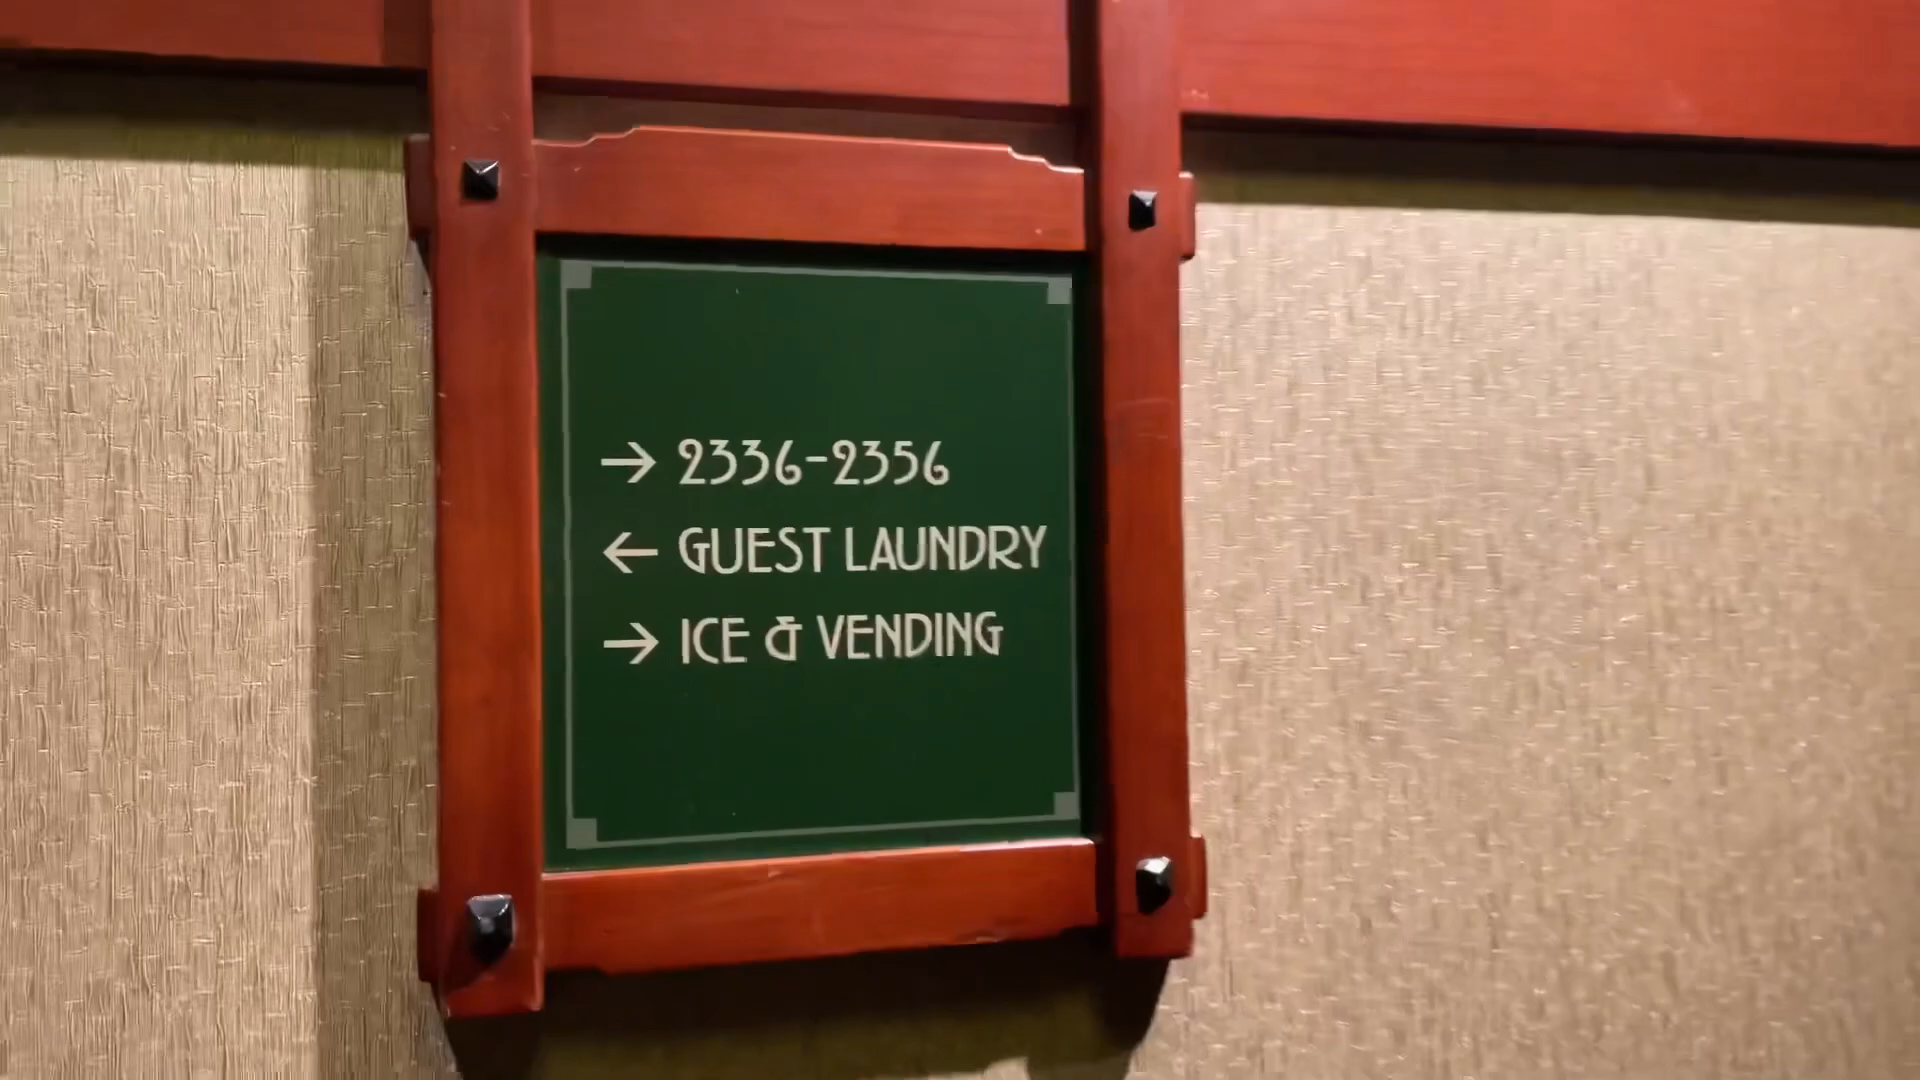 → 2336-2356
← GUEST LAUNDRY
→ ICE & VENDING